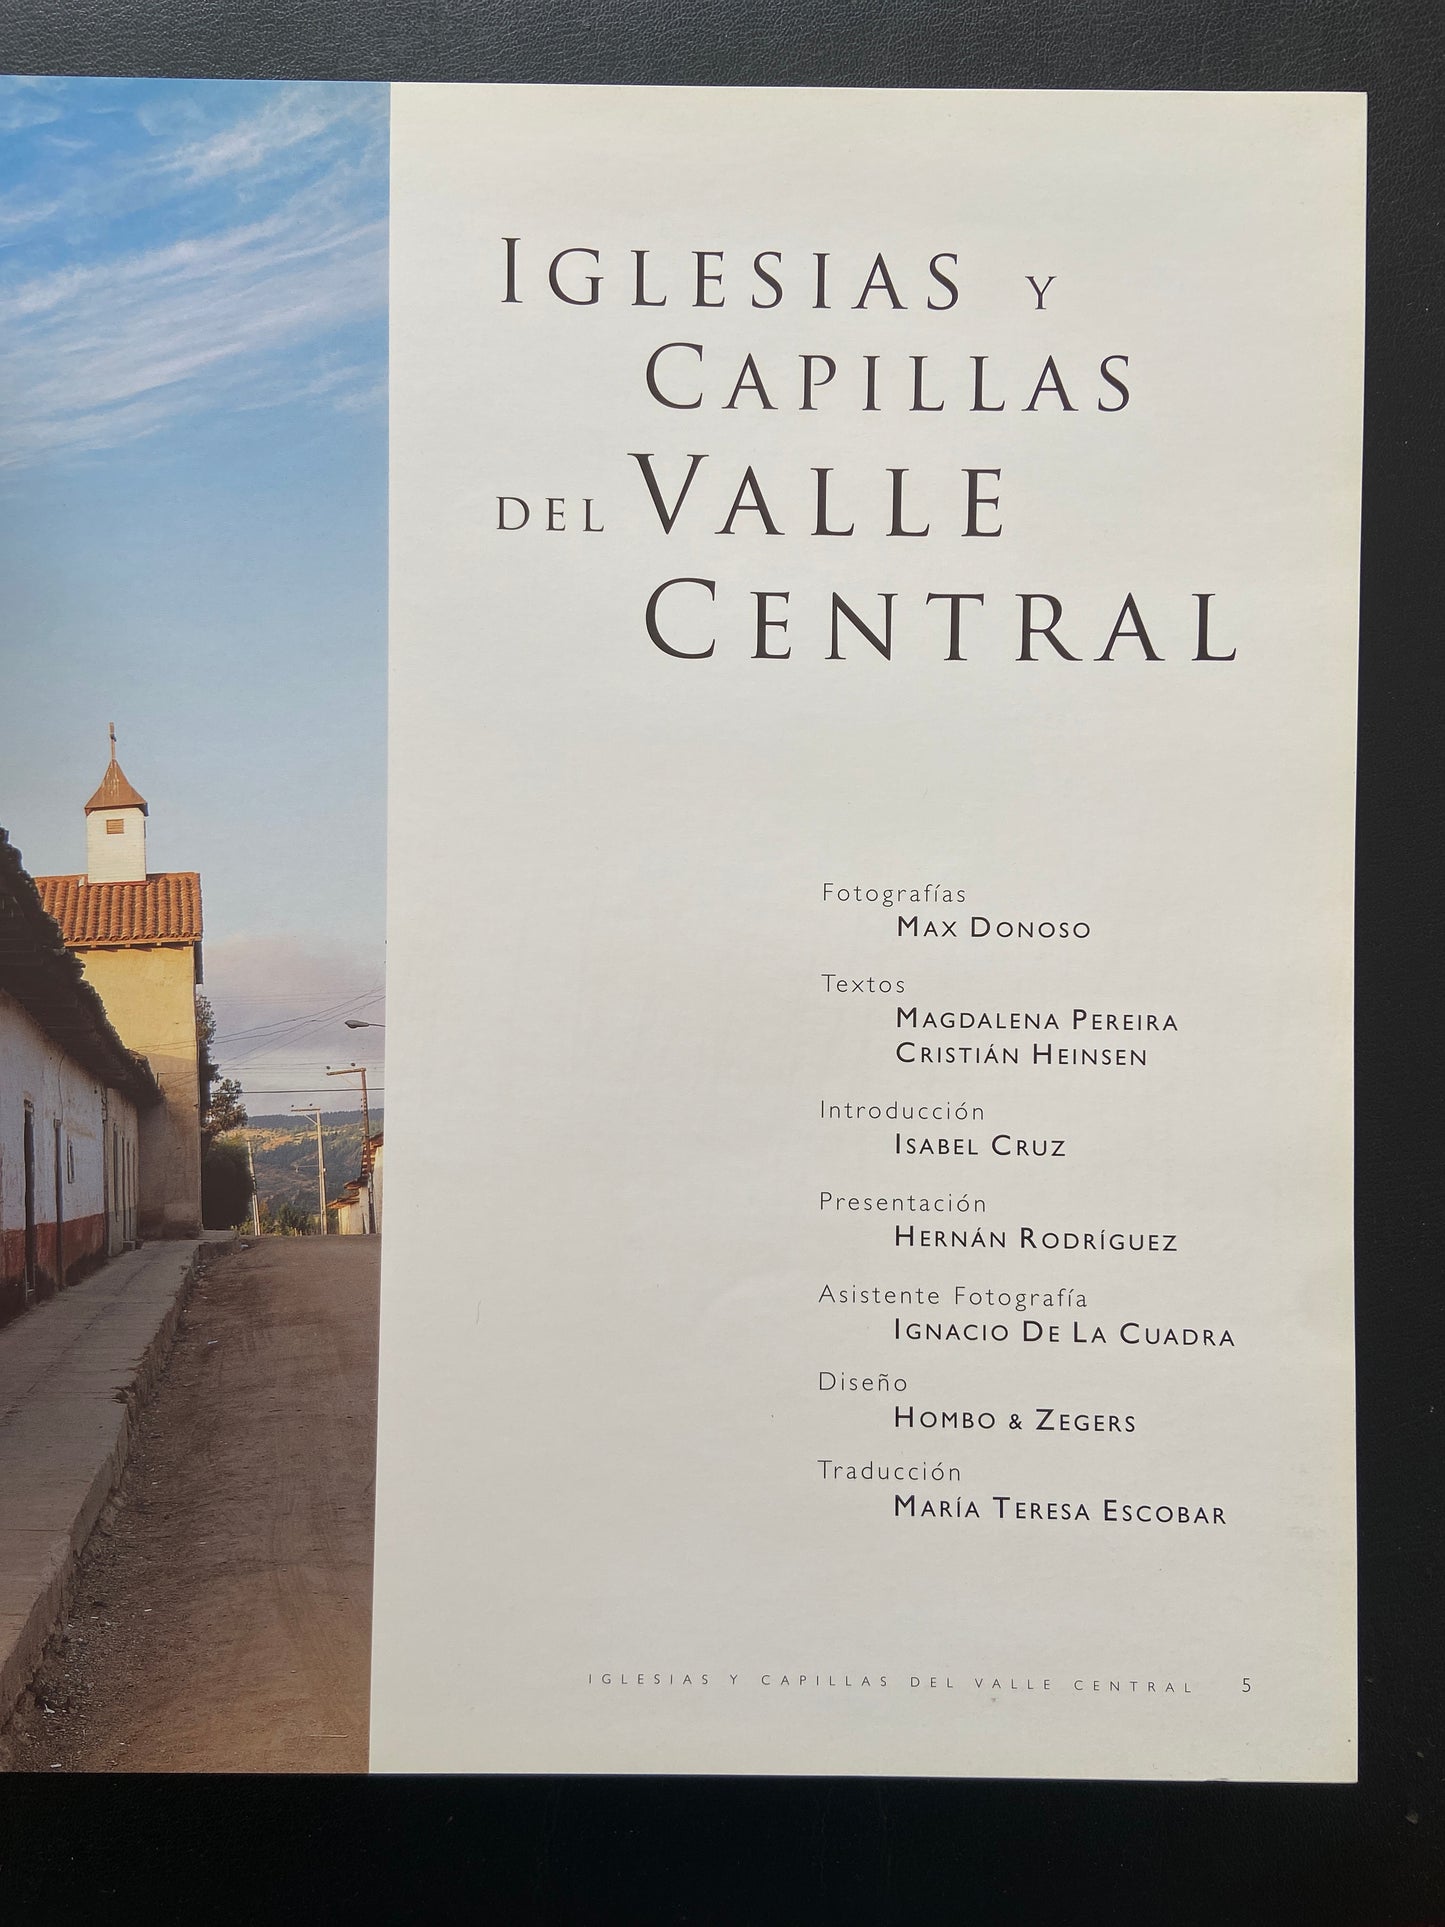 IGLESIAS Y
CAPILLAS
DEL VALLE
CENTRAL
Fotografías
MAX DONOSO
Textos
MAGDALENA PEREIRA
CRISTIÁN HEINSEN
Introducción
ISABEL CRUZ
Presentación
HERNÁN RODRÍGUEZ
Asistente Fotografía
IGNACIO DE LA CUADRA
Diseño
HOMBO & ZEGERS
Traducción
MARÍA TERESA ESCOBAR
IGLESIAS Y CAPILLAS DEL VALLE CENTRAL 5